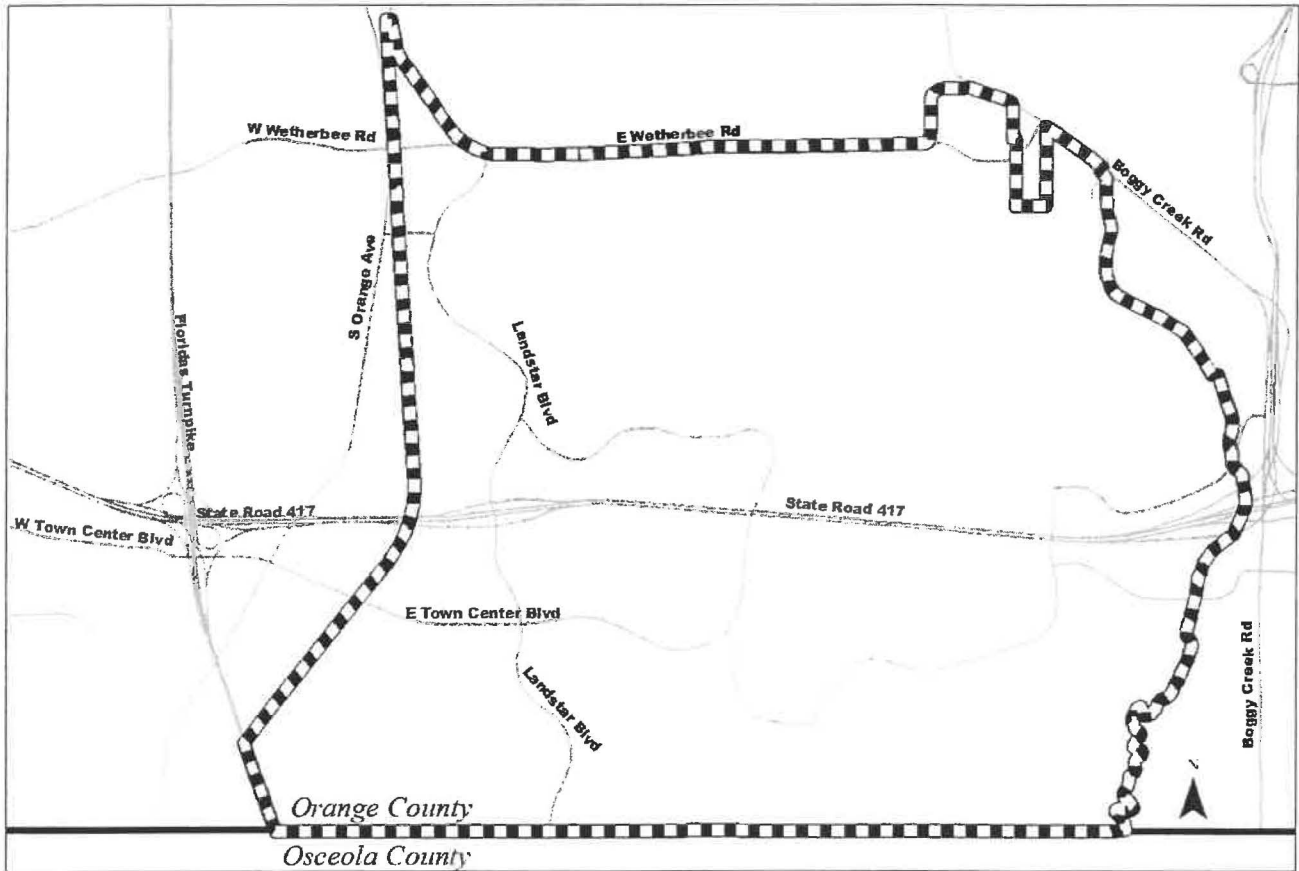 W Wetherbee Rd
E Wetherbee Rd
Boggy Creek Rd
S Orange Ave
Floridas Turnpike
Landstar Blvd
State Road 417
State Road 417
W Town Center Blvd
E Town Center Blvd
Landstar Blvd
Boggy Creek Rd
N
Orange County
Osceola County